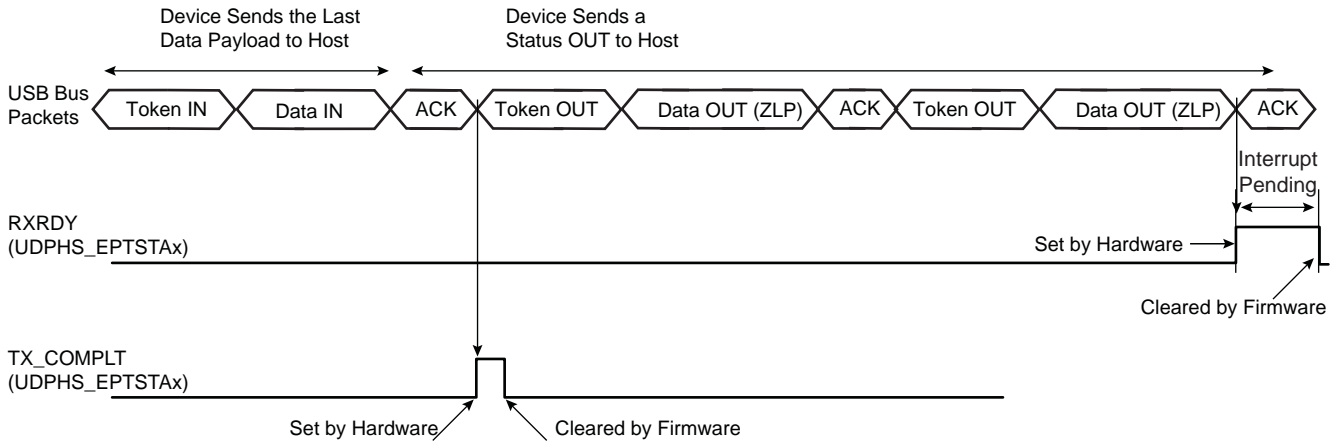 Device Sends the Last
Data Payload to Host
Device Sends a
Status OUT to Host
USB Bus
Packets
Token IN
Data IN
ACK
Token OUT
Data OUT (ZLP)
ACK
Token OUT
Data OUT (ZLP)
ACK
Interrupt
Pending
RXRDY
(UDPHS_EPTSTAx)
Set by Hardware
Cleared by Firmware
TX_COMPLT
(UDPHS_EPTSTAx)
Set by Hardware
Cleared by Firmware